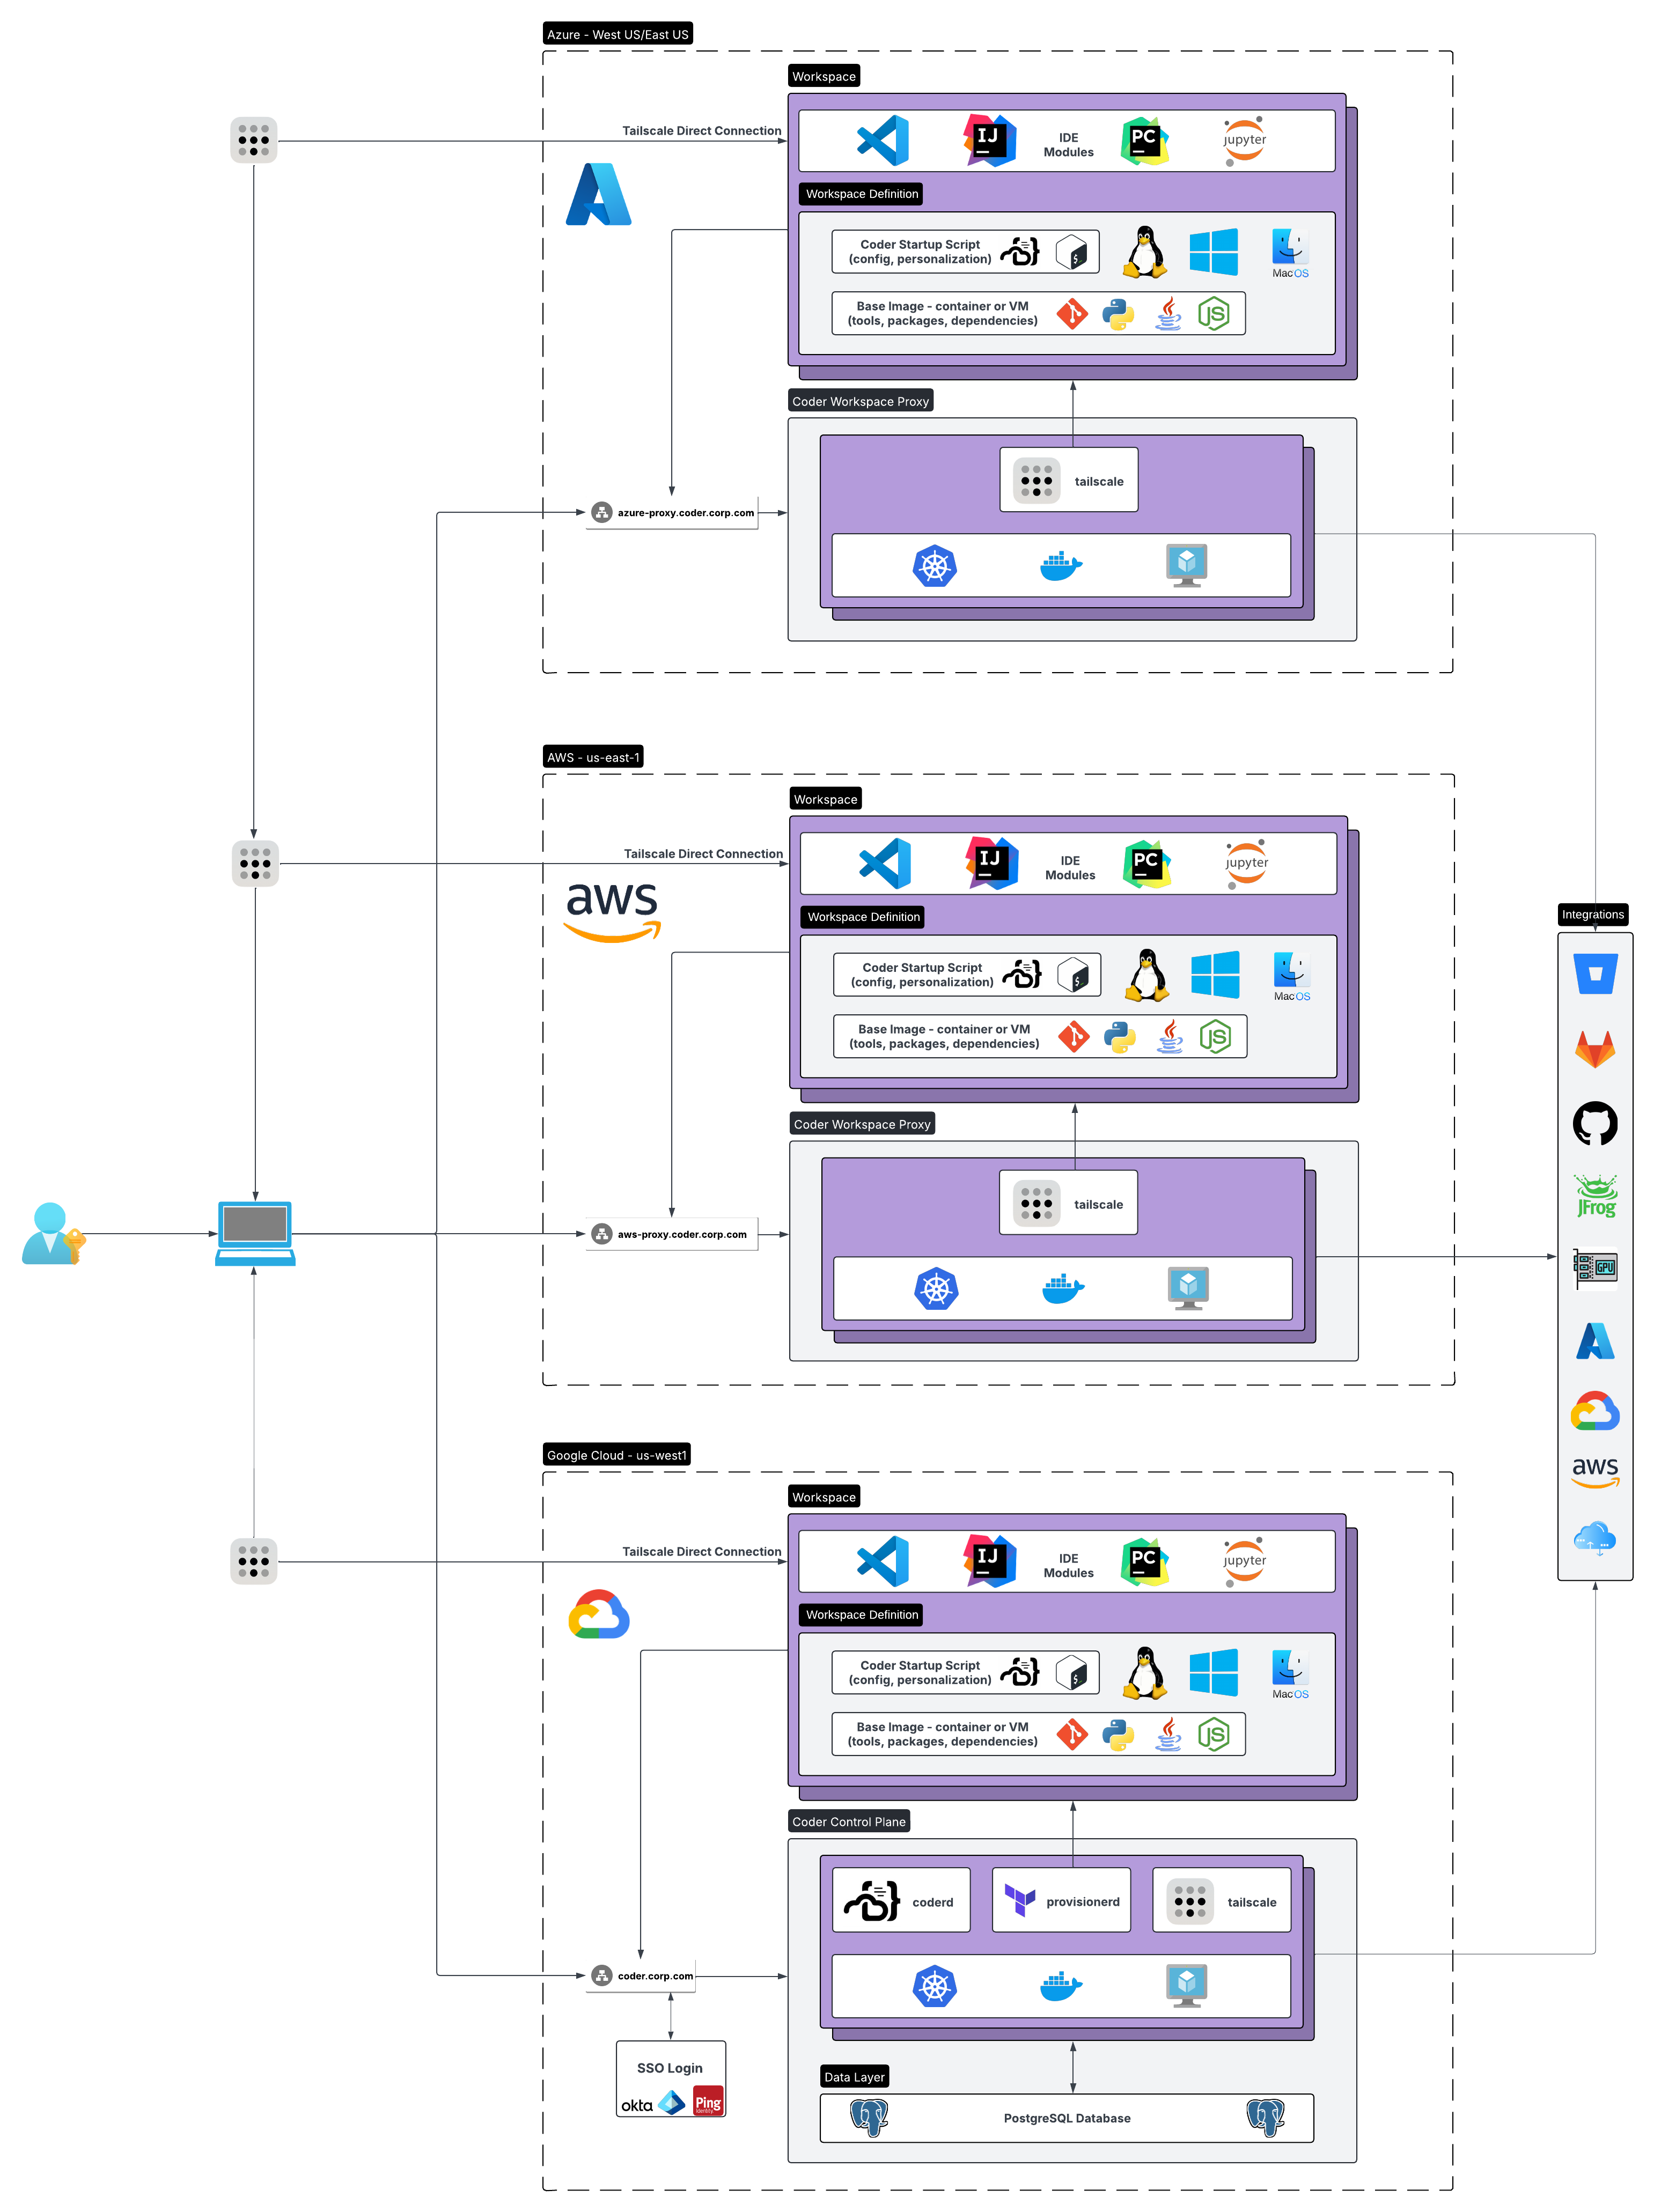 Azure - West US/East US
Workspace
Tailscale Direct Connection
IJ
IDE
Modules
PC
jupyter
Workspace Definition
Coder Startup Script
(config, personalization)
$_
MacOS
Base Image - container or VM
(tools, packages, dependencies)
JS
Coder Workspace Proxy
tailscale
azure-proxy.coder.corp.com
AWS - us-east-1
Workspace
Tailscale Direct Connection
IJ
IDE
Modules
PC
jupyter
aws
Workspace Definition
Integrations
Coder Startup Script
(config, personalization)
$_
MacOS
Base Image - container or VM
(tools, packages, dependencies)
JS
Coder Workspace Proxy
tailscale
JFrog
aws-proxy.coder.corp.com
GPU
Google Cloud - us-west1
aws
Workspace
Tailscale Direct Connection
IJ
IDE
Modules
PC
jupyter
Workspace Definition
Coder Startup Script
(config, personalization)
$_
MacOS
Base Image - container or VM
(tools, packages, dependencies)
JS
Coder Control Plane
coderd
provisionerd
tailscale
coder.corp.com
SSO Login
okta
Ping
Identity
Data Layer
PostgreSQL Database